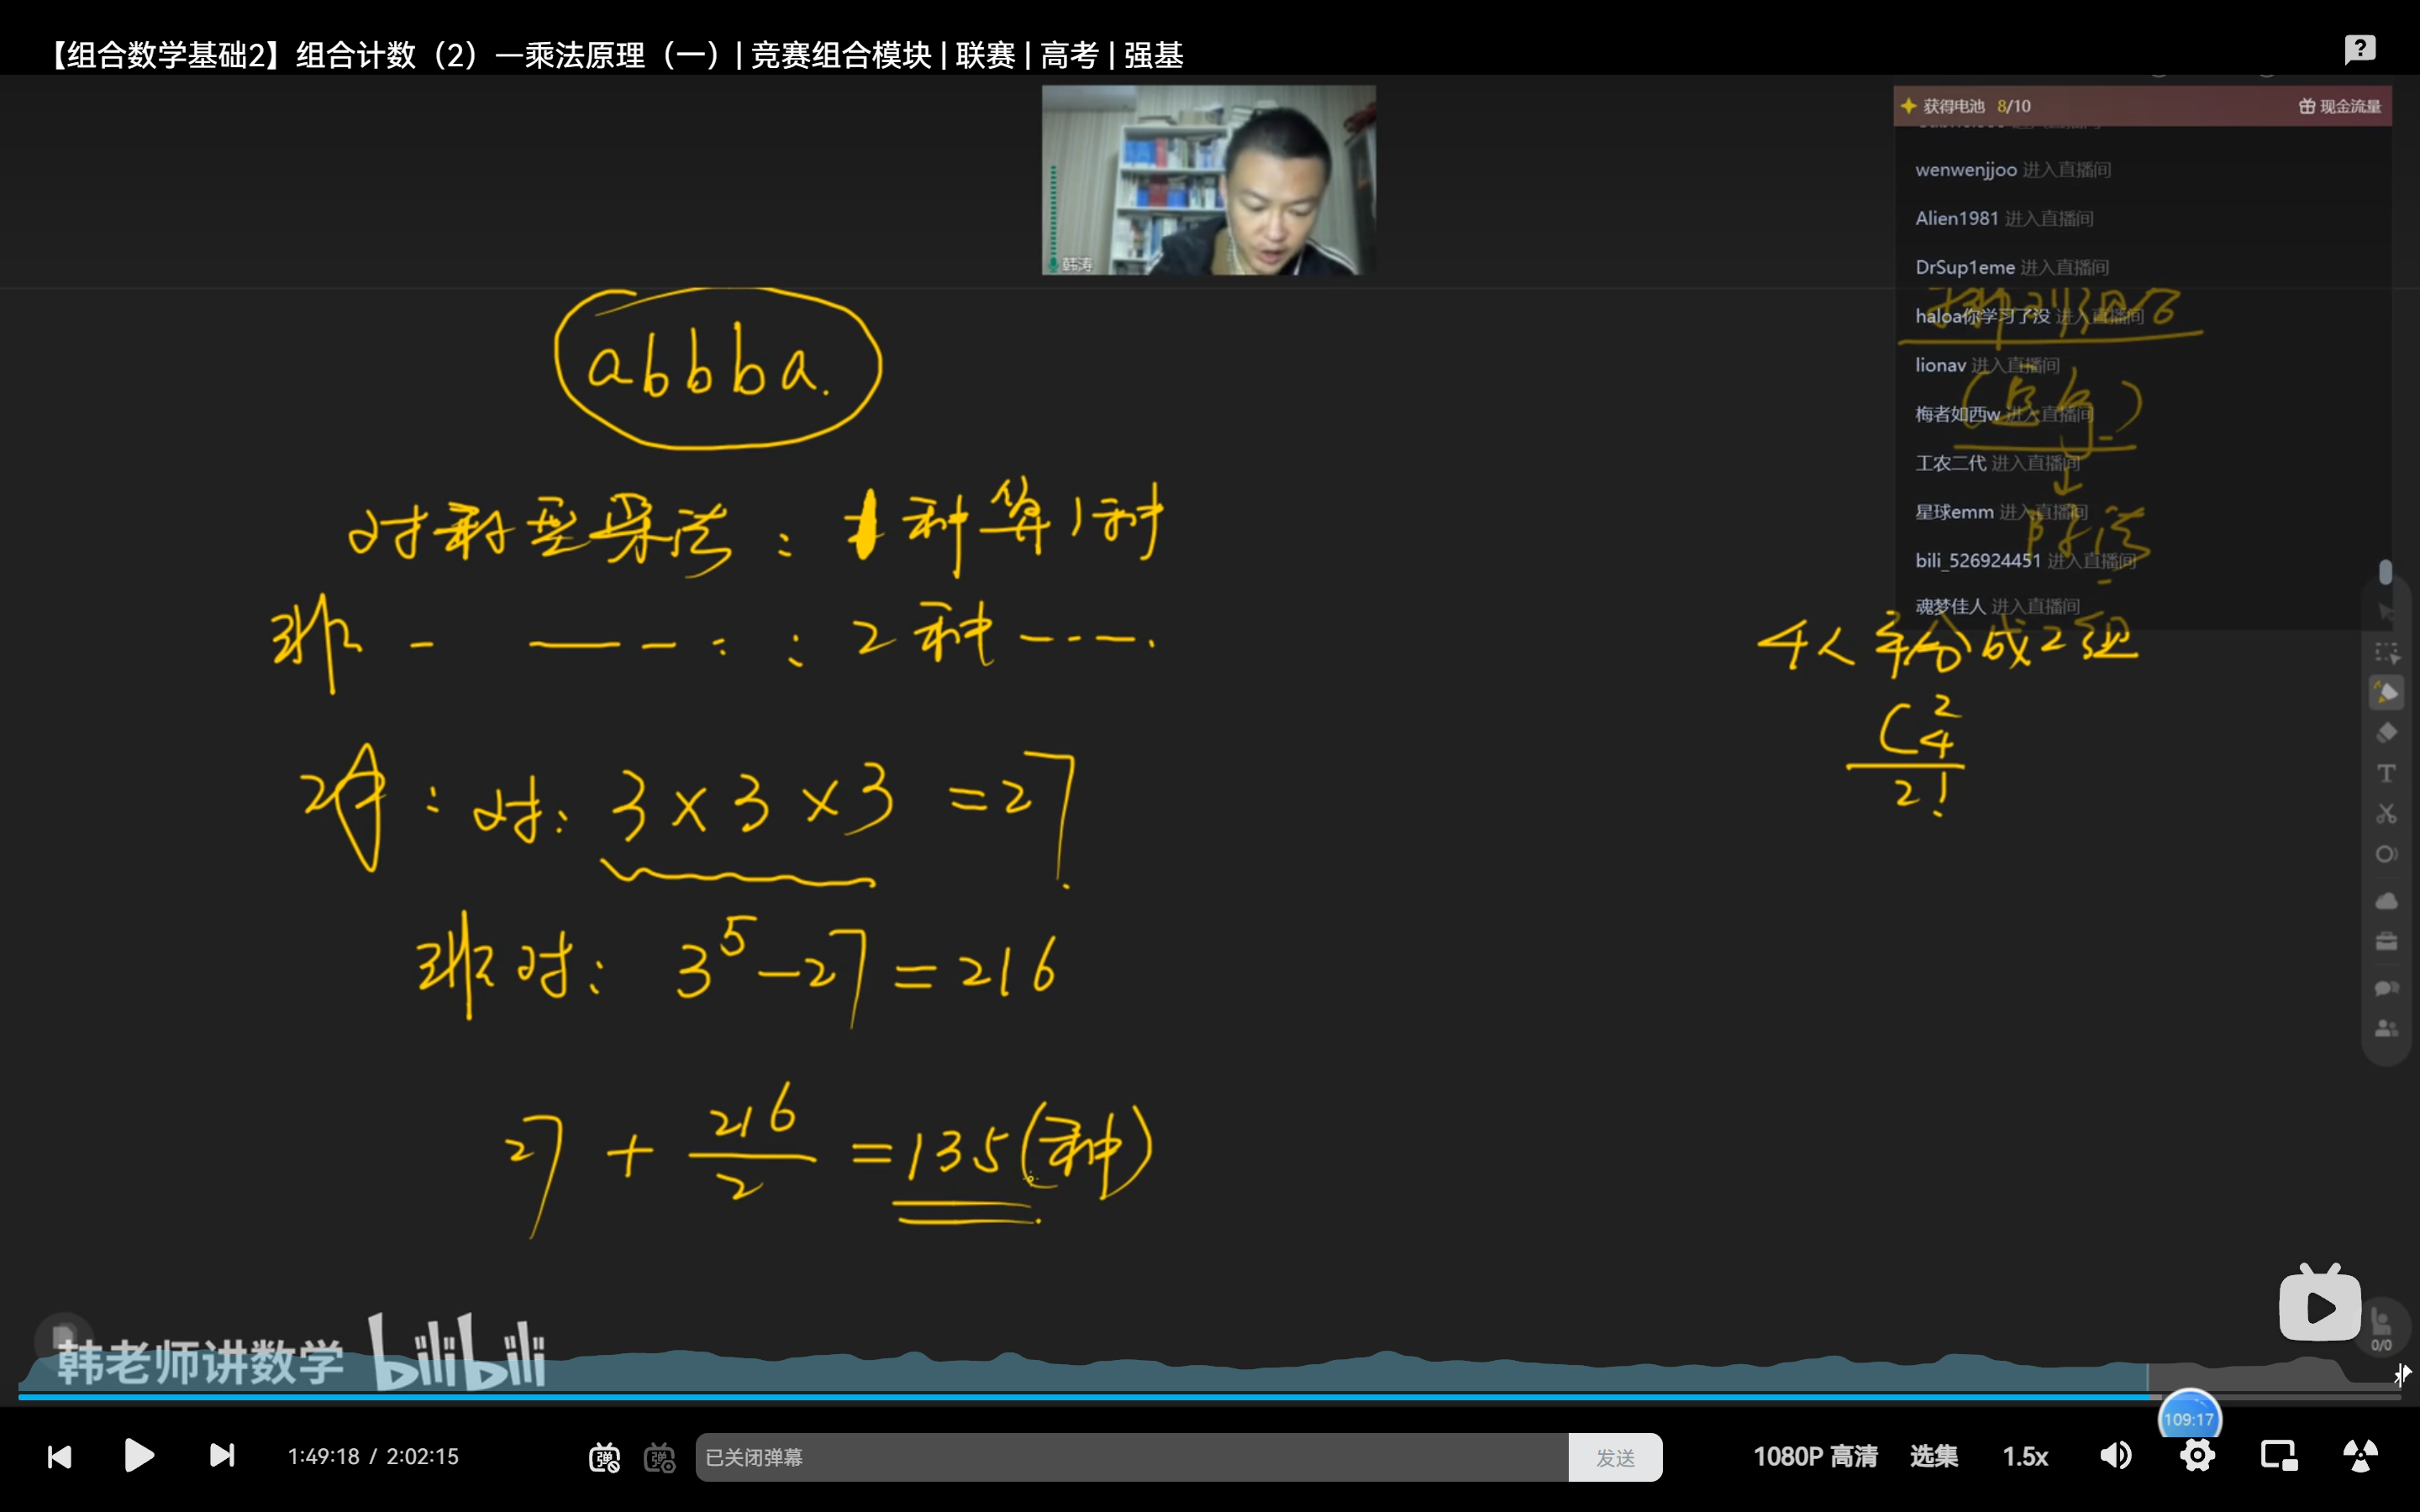 【组合数学基础2】组合计数（2）—乘法原理（一）| 竞赛组合模块 | 联赛 | 高考 | 强基
获得电池 8/10 现金流量
韩涛
wenwenjjoo 进入直播间
Alien1981 进入直播间
DrSup1eme 进入直播间
haloa你学习了没 进入直播间
lionav 进入直播间
梅者如西w 进入直播间
工农二代 进入直播间
星球emm 进入直播间
bili_526924451 进入直播间
魂梦佳人 进入直播间
排列组合
abbba.
对称型染法：1种算1种
非 - —— - : : 2种 ----.
对: 3×3×3 =27.
非对: 3^5-27=216
27 + 216/2 =135(种)
4人平分成2组
C_4^2
2!
韩老师讲数学 bilibili
0/0
109:17
1:49:18 / 2:02:15
弹
弹
已关闭弹幕
发送
1080P 高清
选集
1.5x